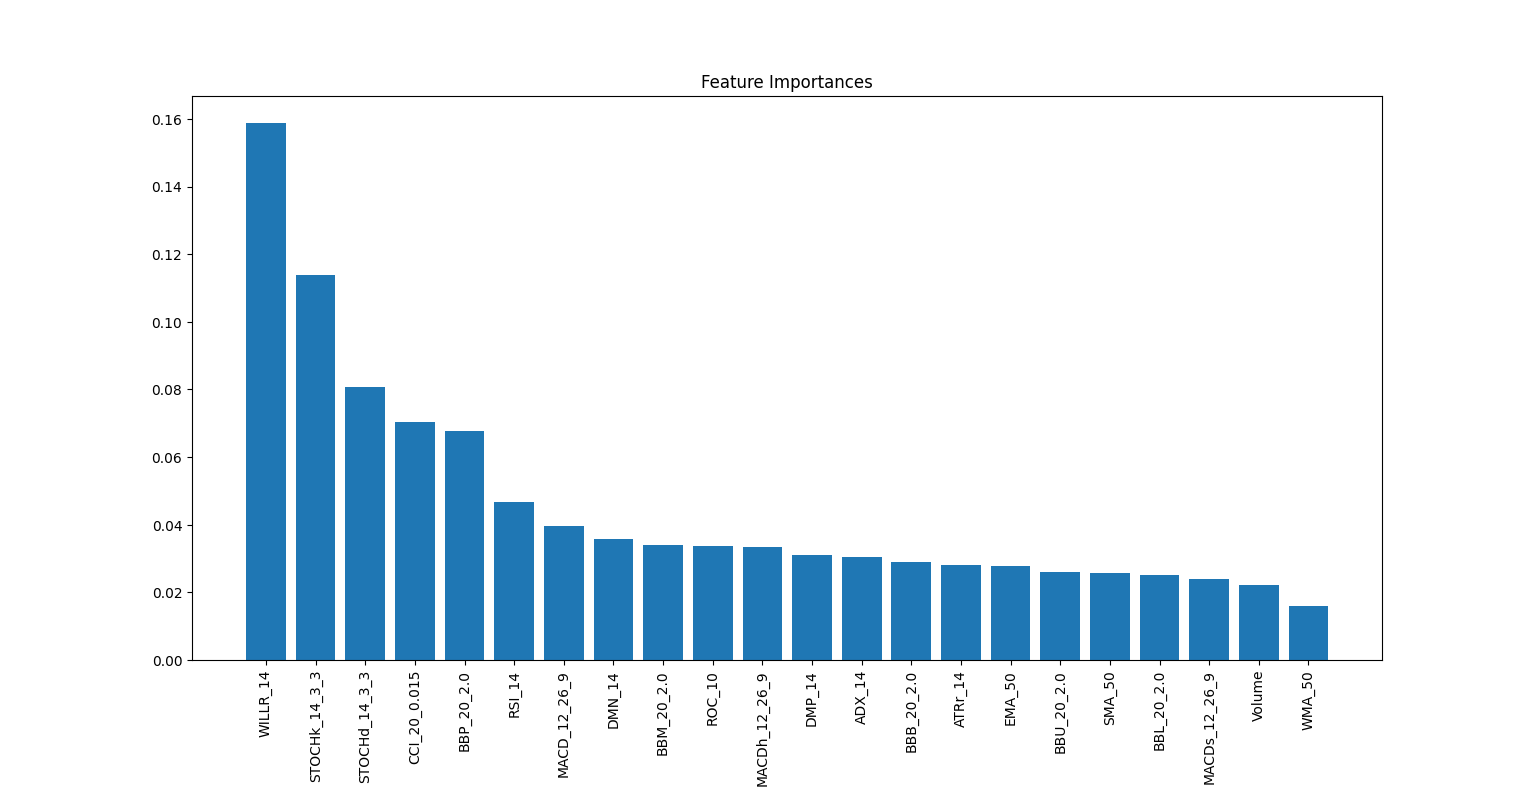 Feature Importances
0.16
0.14
0.12
0.10
0.08
0.06
0.04
0.02
0.00
WILLR_14
STOCHk_14_3_3
STOCHd_14_3_3
CCI_20_0.015
BBP_20_2.0
RSI_14
MACD_12_26_9
DMN_14
BBM_20_2.0
ROC_10
MACDh_12_26_9
DMP_14
ADX_14
BBB_20_2.0
ATRr_14
EMA_50
BBU_20_2.0
SMA_50
BBL_20_2.0
MACDs_12_26_9
Volume
WMA_50